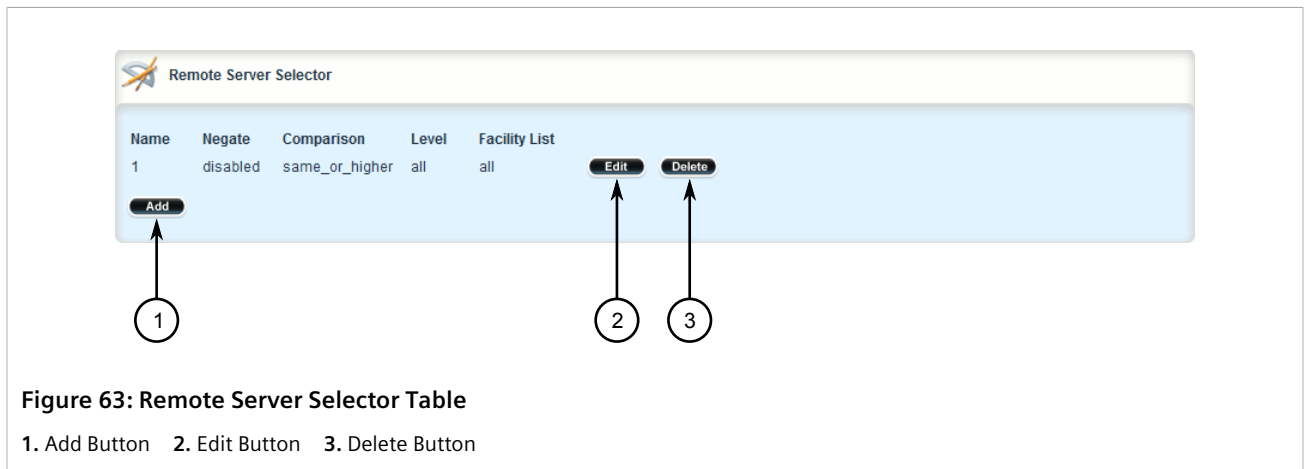 Remote Server Selector
Name Negate Comparison Level Facility List
1 disabled same_or_higher all all Edit Delete
Add
1 2 3
Figure 63: Remote Server Selector Table
1. Add Button 2. Edit Button 3. Delete Button